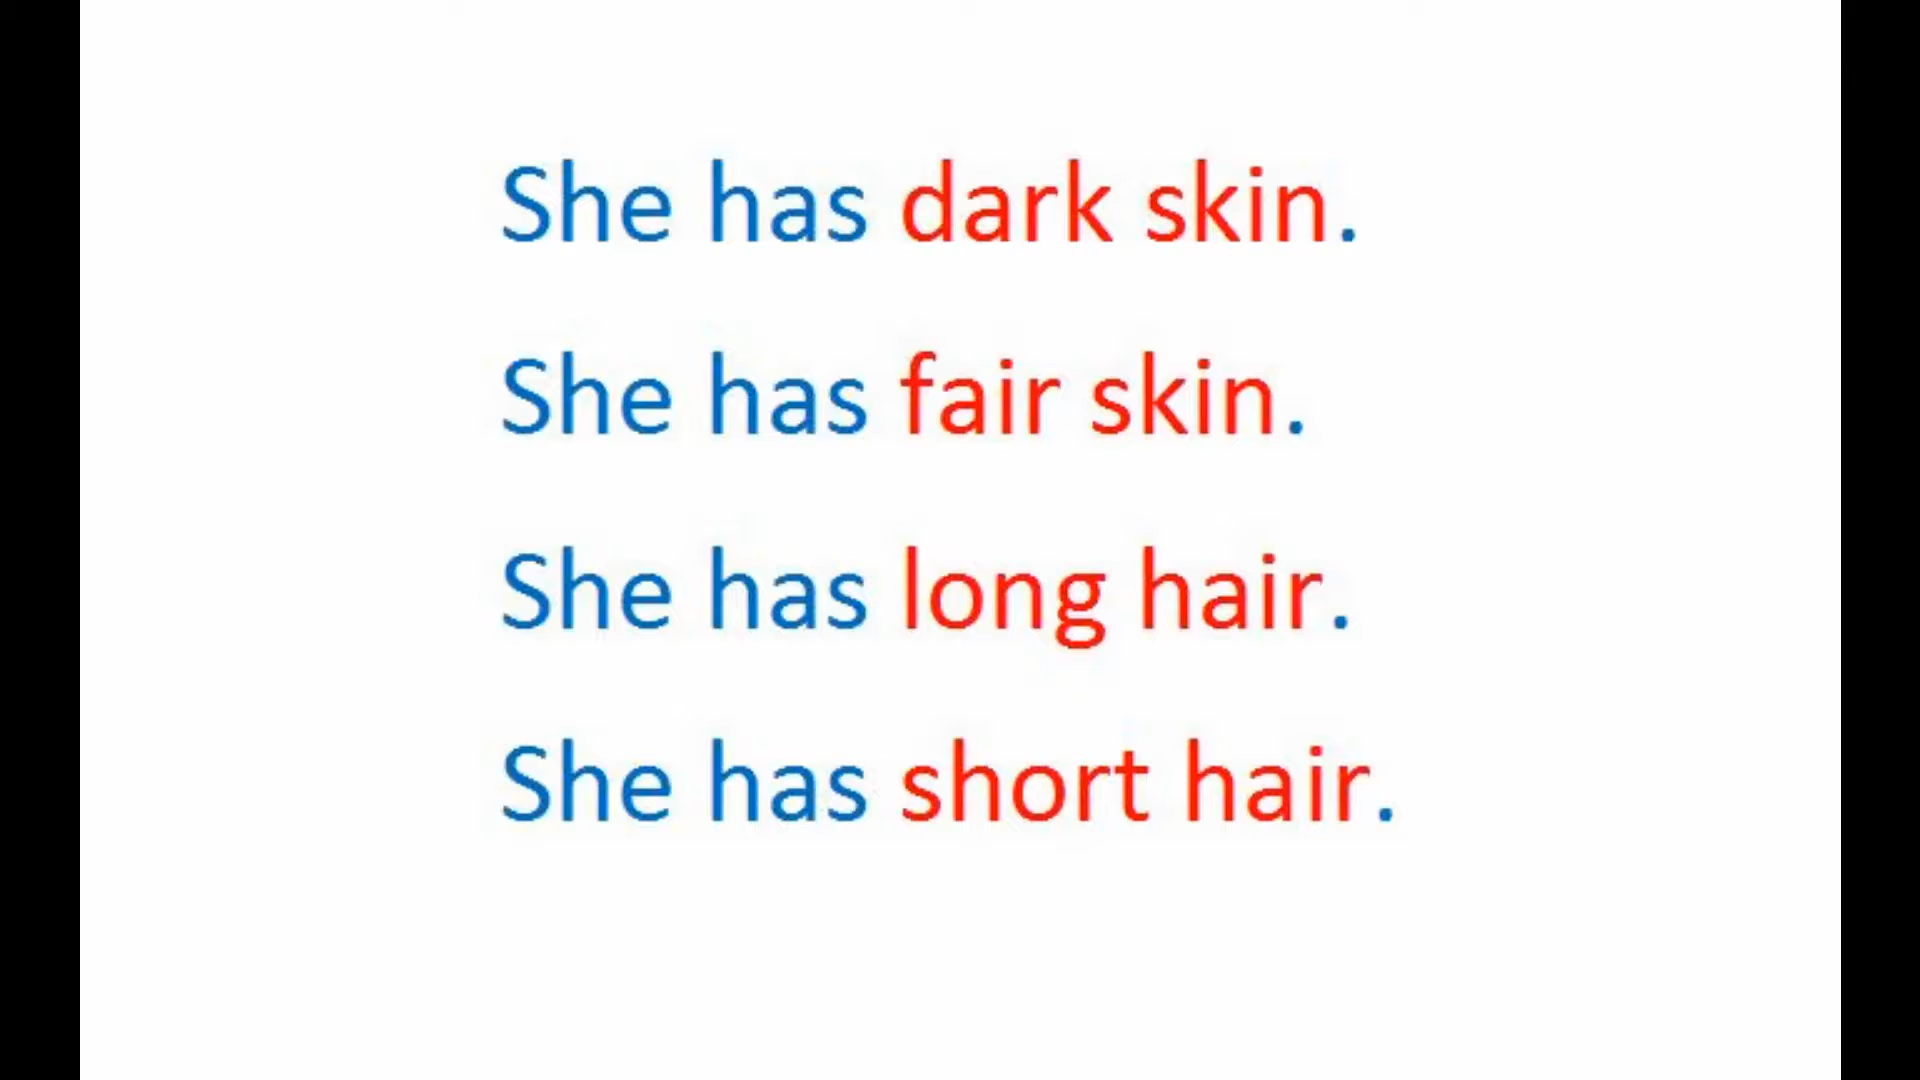 She has dark skin.
She has fair skin.
She has long hair.
She has short hair.